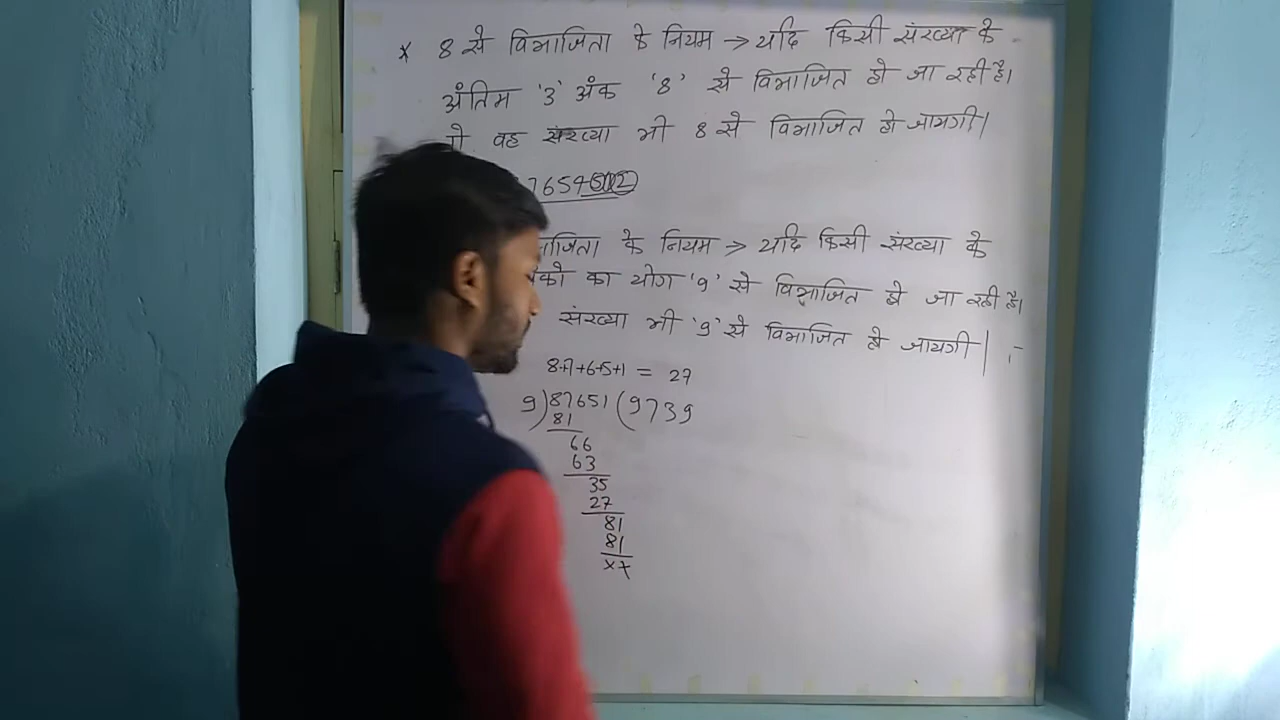 * 8 से विभाजिता के नियम → यदि किसी संख्या के
अंतिम '3' अंक '8' से विभाजित हो जा रही है।
वह संख्या भी 8 से विभाजित हो जायगी।
7654512
के नियम → यदि किसी संख्या के
का योग '9' से विभाजित हो जा रही है।
संख्या भी '9' से विभाजित हो जायगी।
8+7+6+5+1 = 27
9)87651(9739
81
66
63
35
27
81
81
××